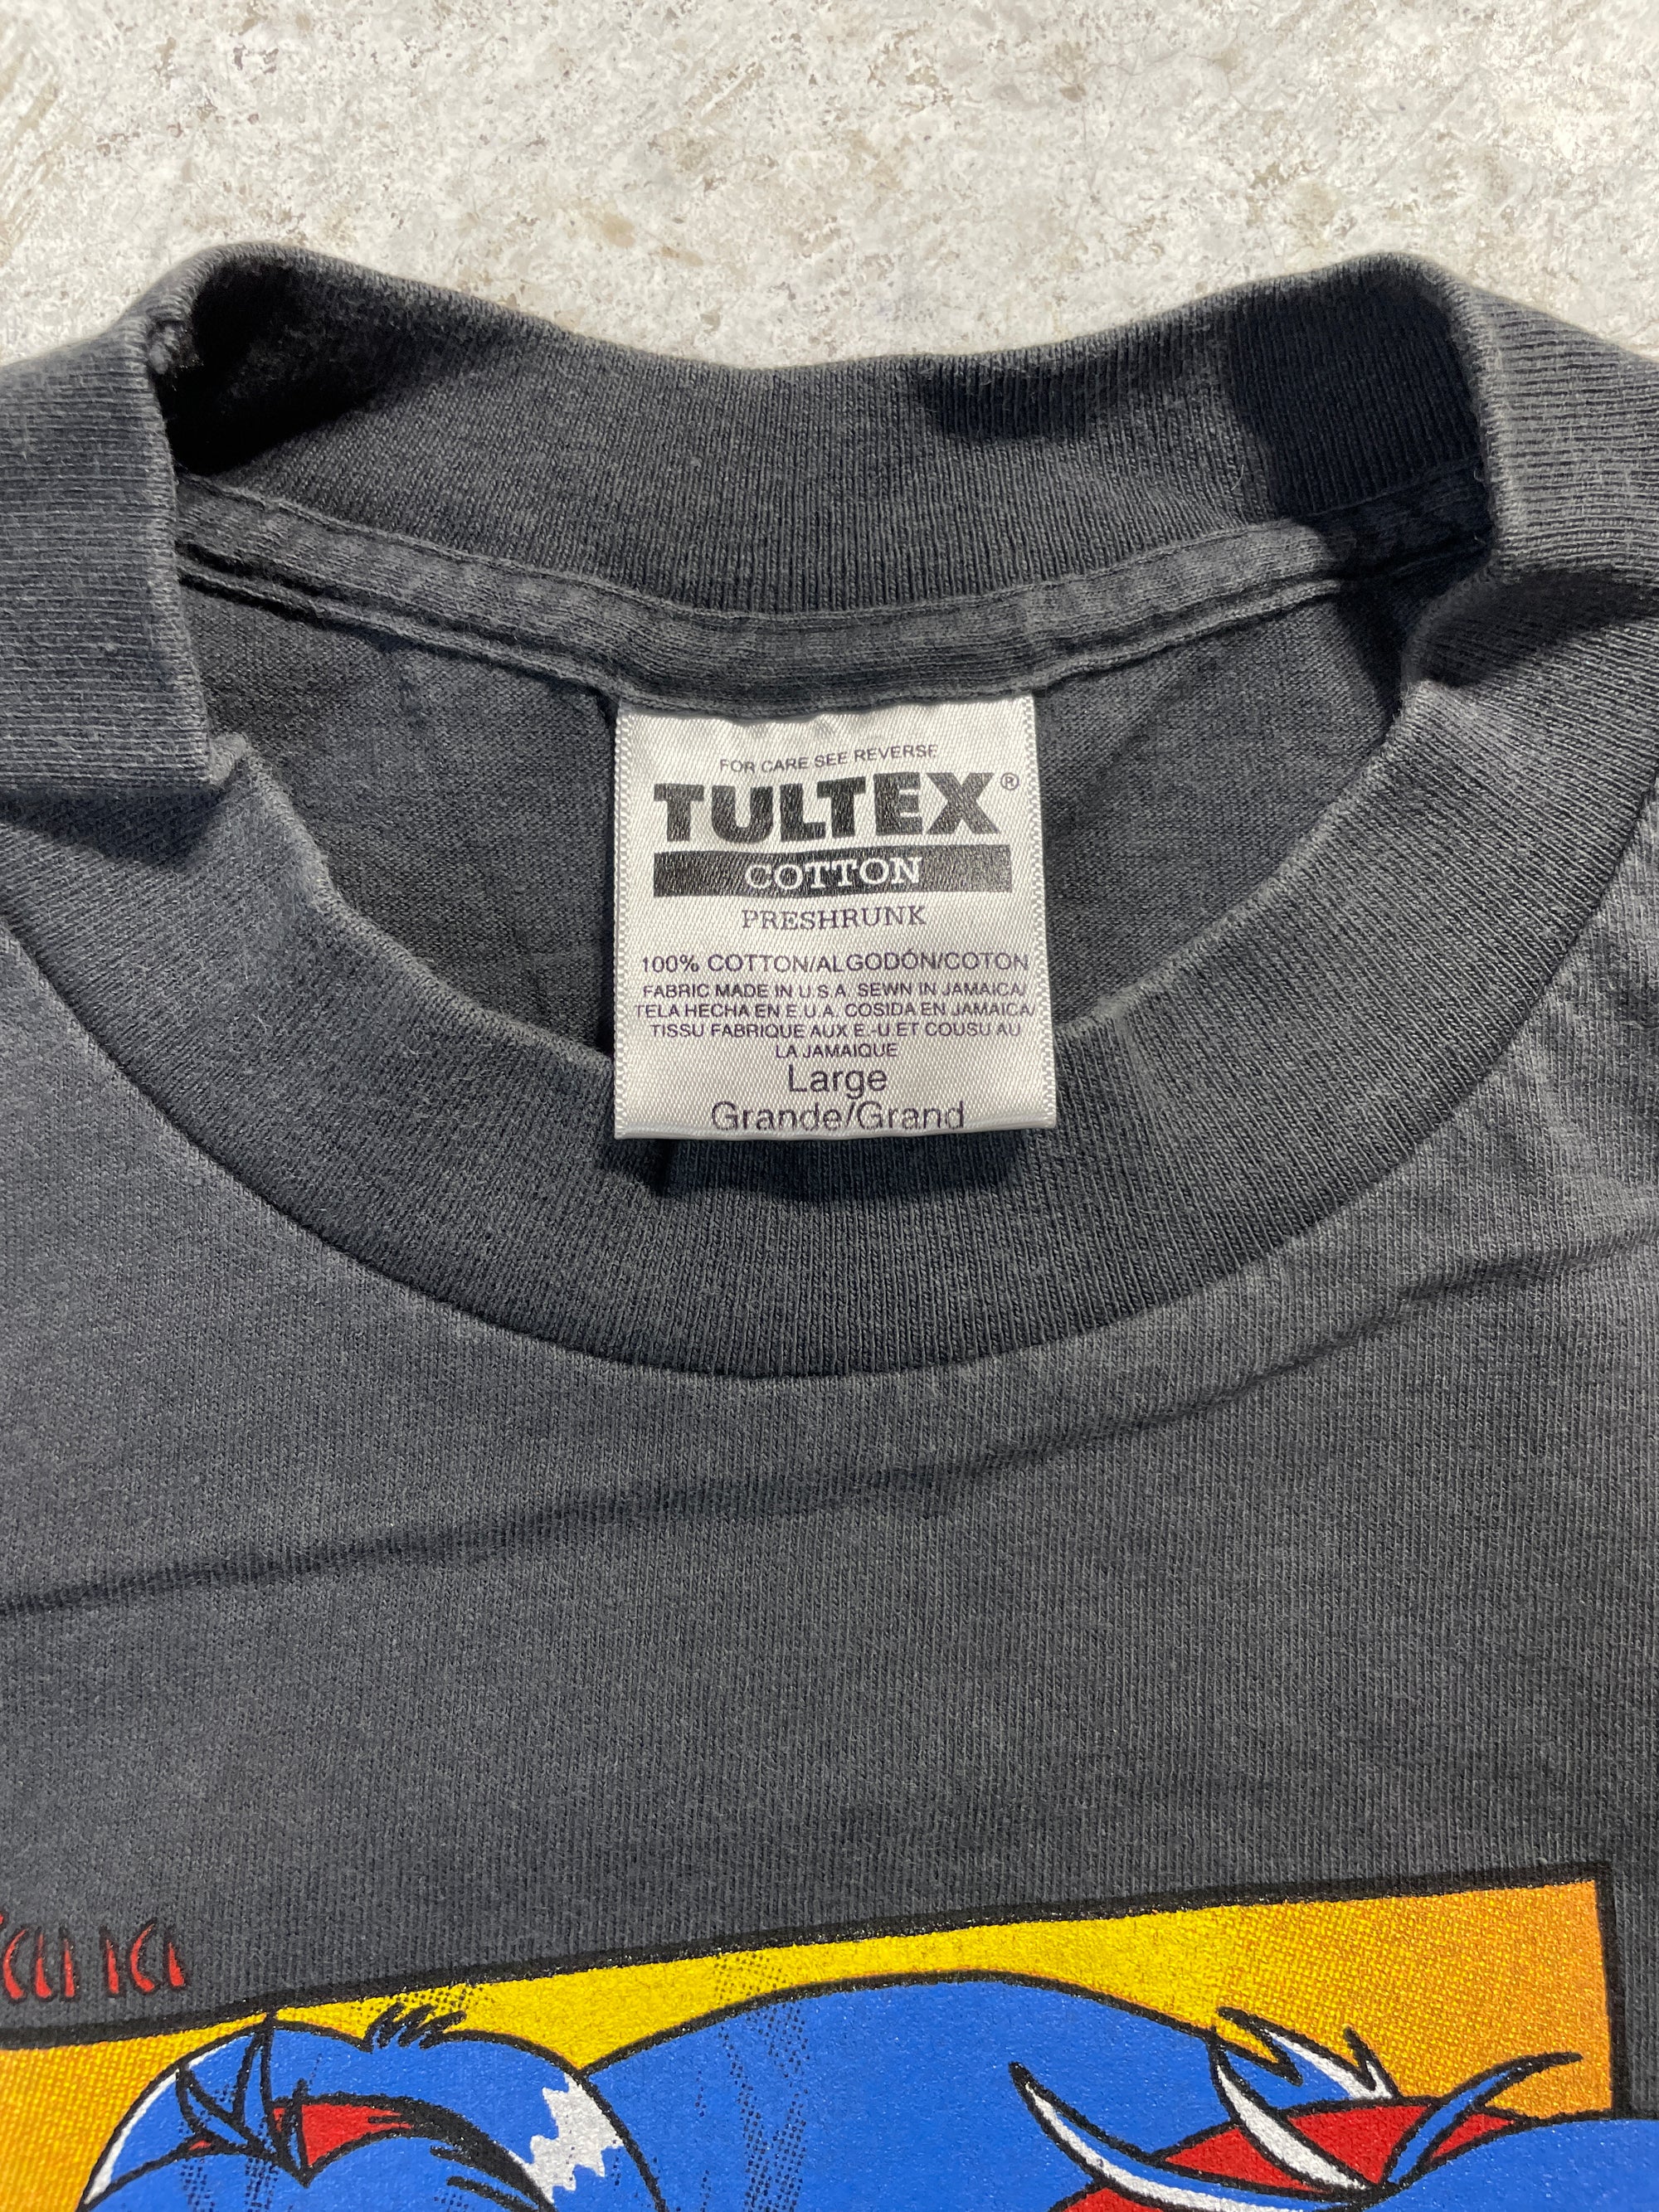 FOR CARE SEE REVERSE
TULTEX®
COTTON
PRESHRUNK
100% COTTON/ALGODÓN/COTON
FABRIC MADE IN U.S.A. SEWN IN JAMAICA/
TELA HECHA EN E.U.A. COSIDA EN JAMAICA/
TISSU FABRIQUE AUX E.-U ET COUSU AU
LA JAMAIQUE
Large
Grande/Grand